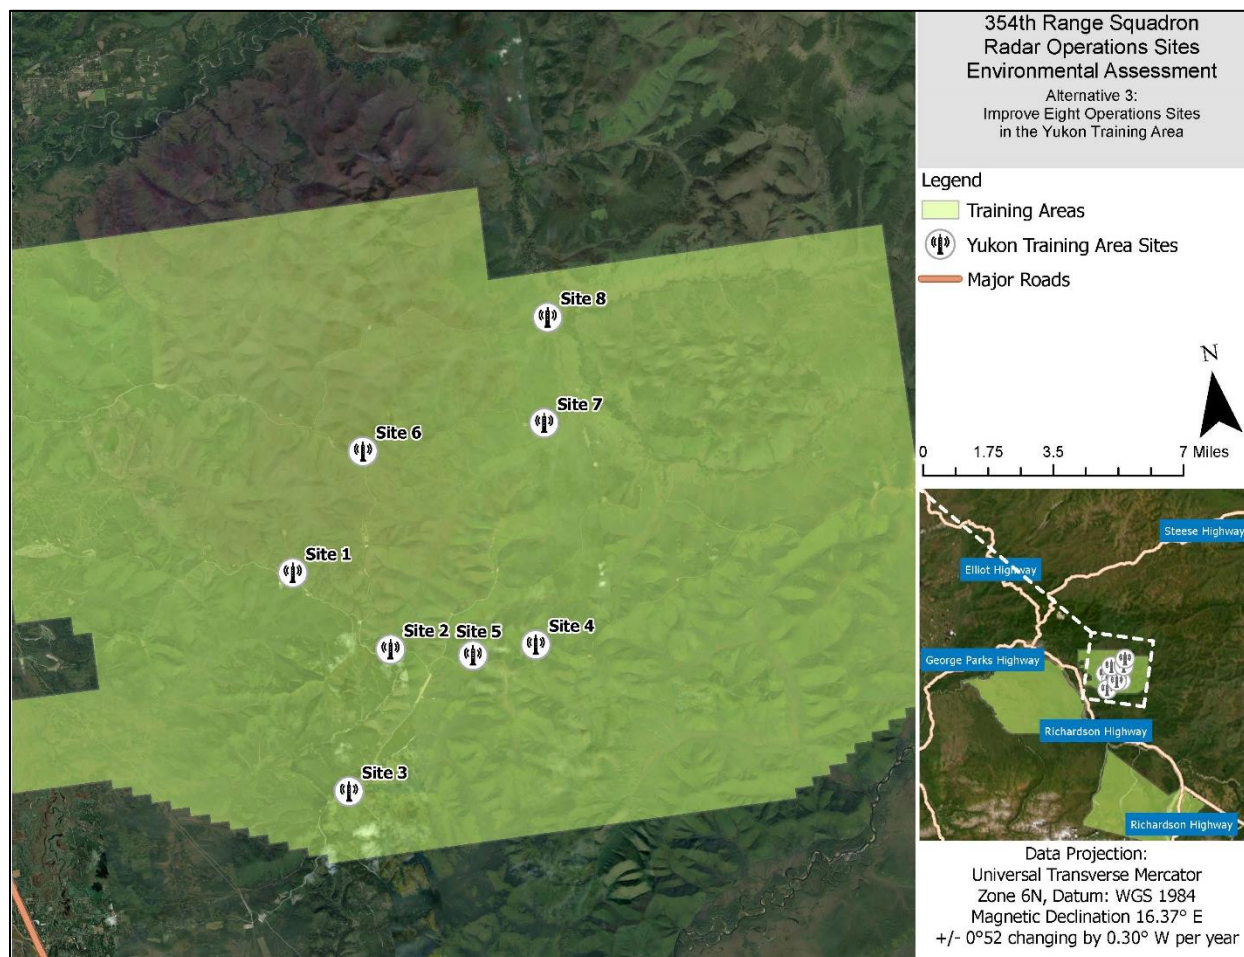 354th Range Squadron
Radar Operations Sites
Environmental Assessment
Alternative 3:
Improve Eight Operations Sites
in the Yukon Training Area
Legend
Training Areas
Yukon Training Area Sites
Major Roads
N
0 1.75 3.5 7 Miles
Site 8
Site 7
Site 6
Site 1
Site 2
Site 5
Site 4
Site 3
Steese Highway
Elliot Highway
George Parks Highway
Richardson Highway
Richardson Highway
Data Projection:
Universal Transverse Mercator
Zone 6N, Datum: WGS 1984
Magnetic Declination 16.37° E
+/- 0°52 changing by 0.30° W per year